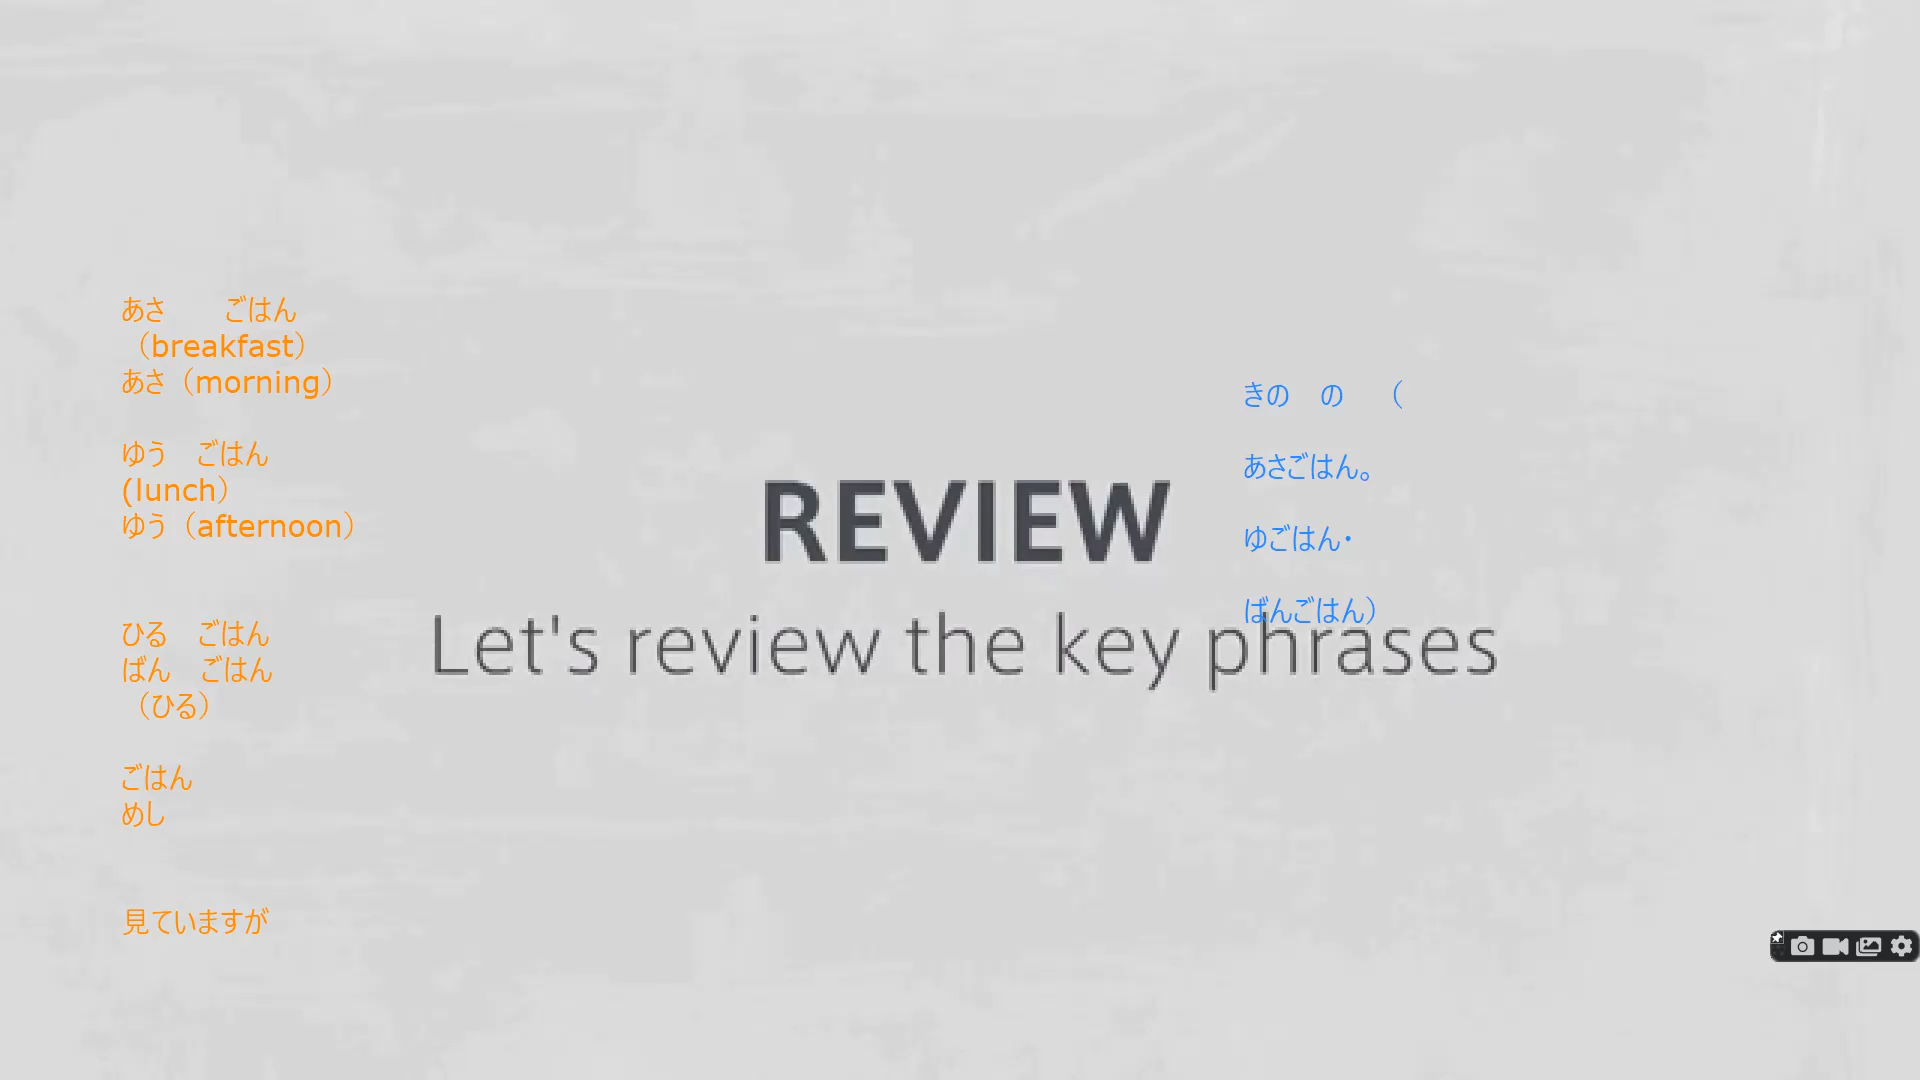 あさ　　ごはん
（breakfast）
あさ（morning）
ゆう　ごはん
(lunch）
ゆう（afternoon）
ひる　ごはん
ばん　ごはん
（ひる）
ごはん
めし
見ていますが
REVIEW
Let's review the key phrases
きの　の　（
あさごはん。
ゆごはん・
ばんごはん）